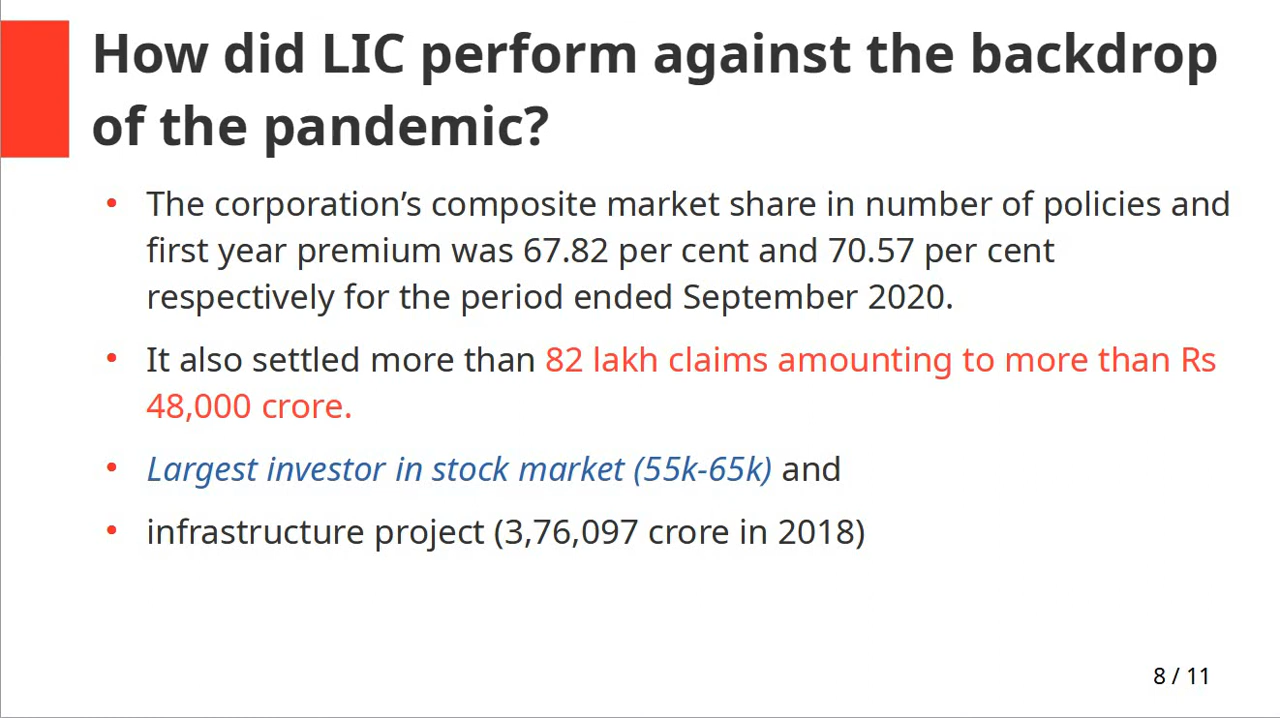 How did LIC perform against the backdrop
of the pandemic?
• The corporation’s composite market share in number of policies and
first year premium was 67.82 per cent and 70.57 per cent
respectively for the period ended September 2020.
• It also settled more than 82 lakh claims amounting to more than Rs
48,000 crore.
• Largest investor in stock market (55k-65k) and
• infrastructure project (3,76,097 crore in 2018)
8 / 11